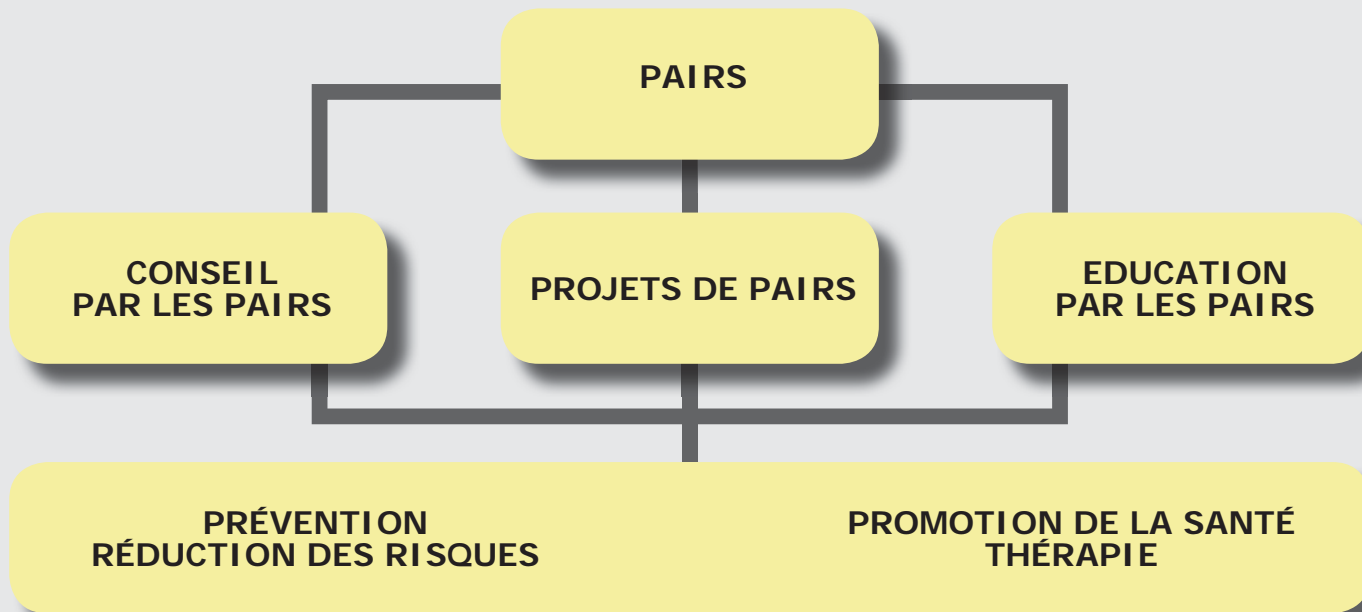 PAIRS
CONSEIL
PAR LES PAIRS
PROJETS DE PAIRS
EDUCATION
PAR LES PAIRS
PRÉVENTION
RÉDUCTION DES RISQUES
PROMOTION DE LA SANTÉ
THÉRAPIE